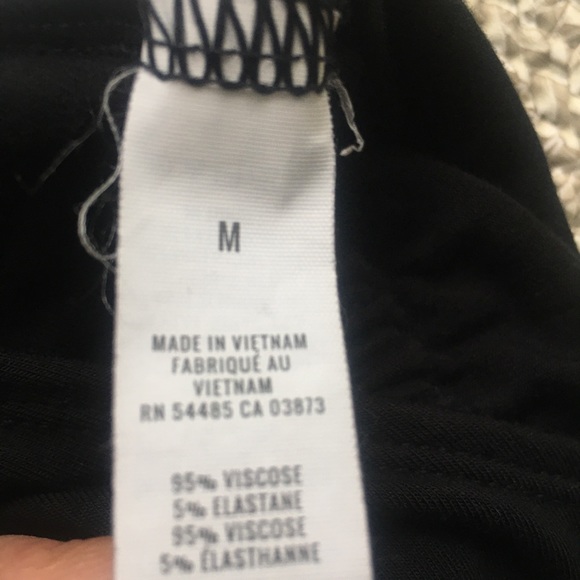 M
MADE IN VIETNAM
FABRIQUÉ AU
VIETNAM
RN 54485 CA 03873
95% VISCOSE
5% ELASTANE
95% VISCOSE
5% ÉLASTHANNE